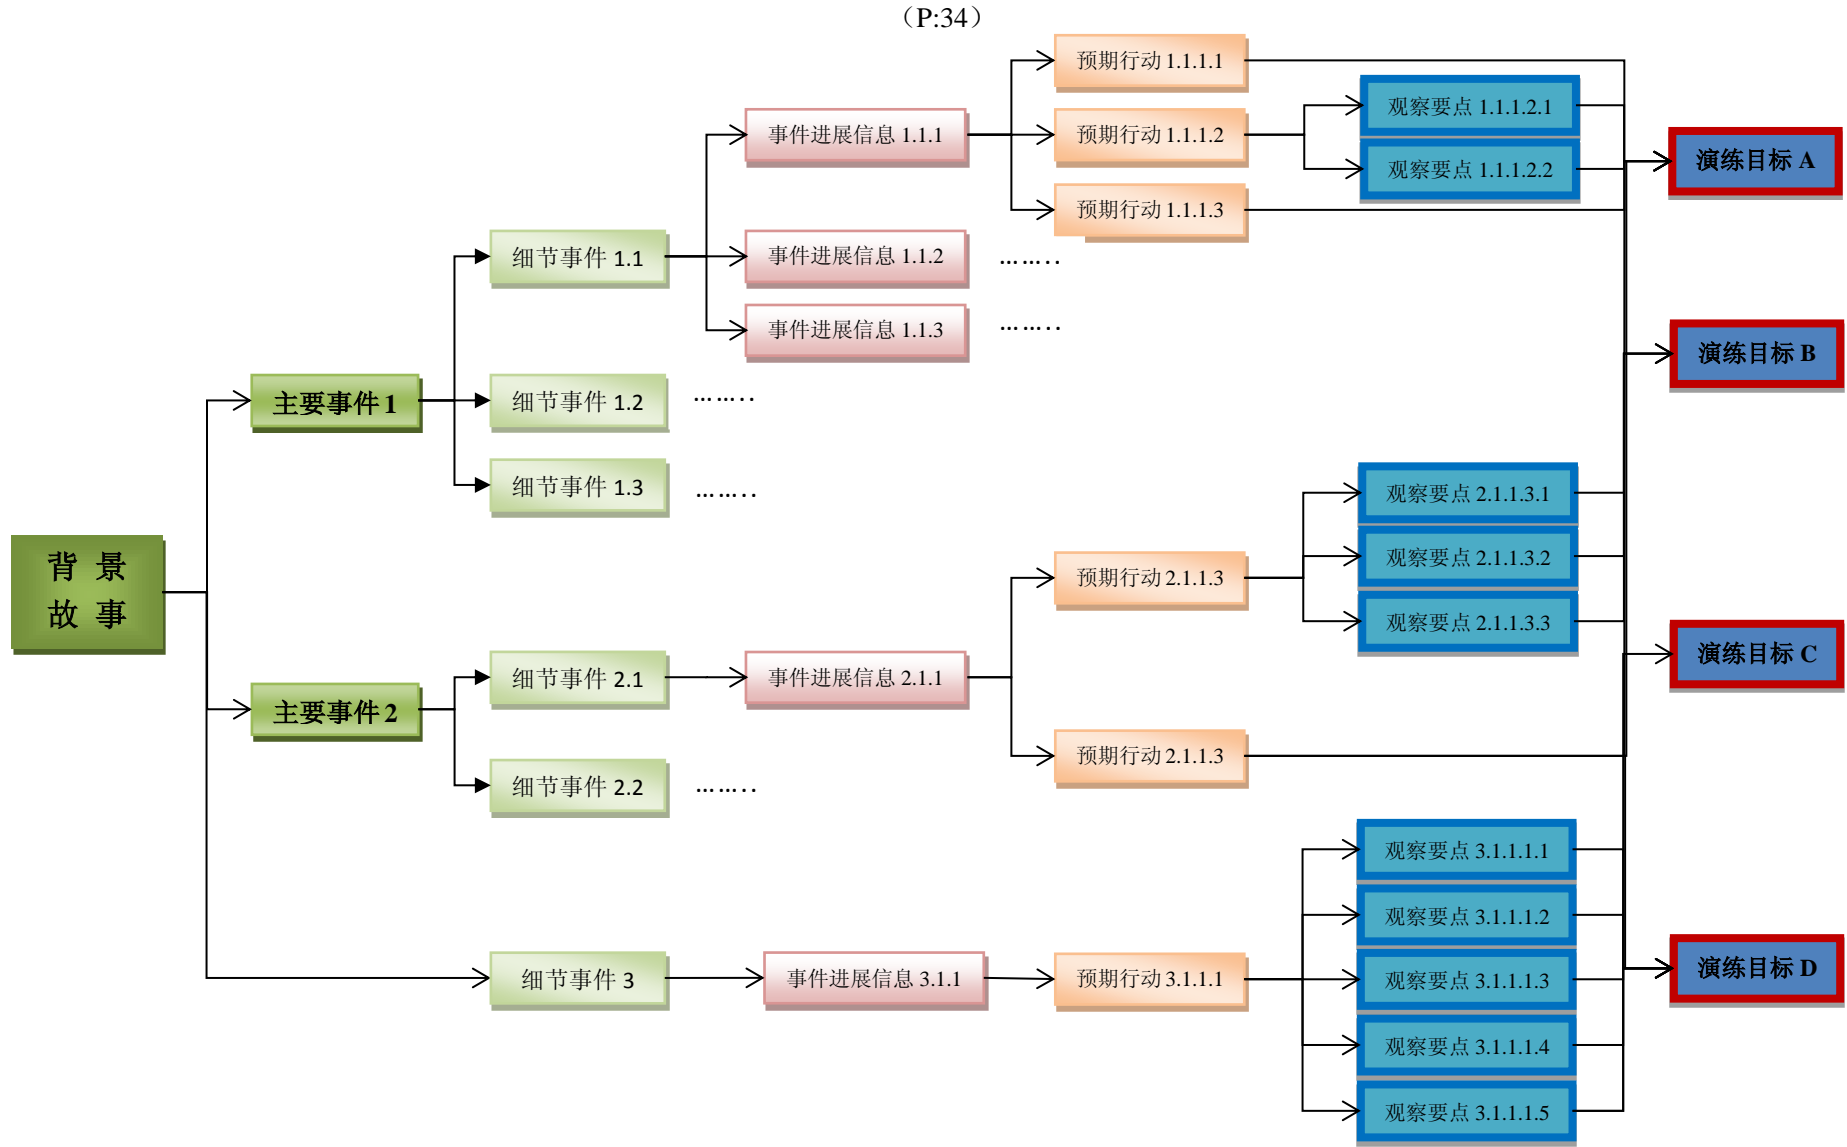 （P:34）
预期行动 1.1.1.1
观察要点 1.1.1.2.1
事件进展信息 1.1.1
预期行动 1.1.1.2
演练目标 A
观察要点 1.1.1.2.2
预期行动 1.1.1.3
细节事件 1.1
事件进展信息 1.1.2
……..
事件进展信息 1.1.3
……..
演练目标 B
主要事件 1
细节事件 1.2
……..
细节事件 1.3
……..
观察要点 2.1.1.3.1
背 景
故 事
预期行动 2.1.1.3
观察要点 2.1.1.3.2
观察要点 2.1.1.3.3
演练目标 C
主要事件 2
细节事件 2.1
事件进展信息 2.1.1
预期行动 2.1.1.3
细节事件 2.2
……..
观察要点 3.1.1.1.1
观察要点 3.1.1.1.2
细节事件 3
事件进展信息 3.1.1
预期行动 3.1.1.1
观察要点 3.1.1.1.3
演练目标 D
观察要点 3.1.1.1.4
观察要点 3.1.1.1.5